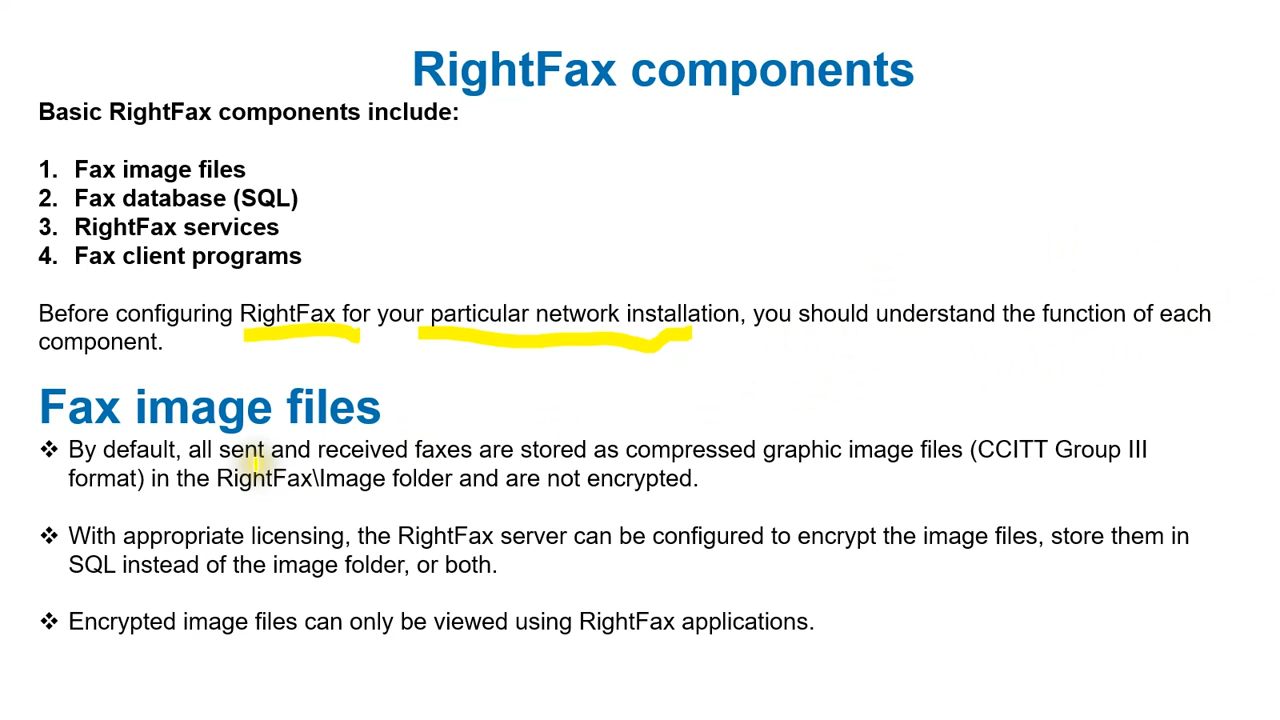 RightFax components
Basic RightFax components include:
1. Fax image files
2. Fax database (SQL)
3. RightFax services
4. Fax client programs
Before configuring RightFax for your particular network installation, you should understand the function of each
component.
Fax image files
❖ By default, all sent and received faxes are stored as compressed graphic image files (CCITT Group III
format) in the RightFax\Image folder and are not encrypted.
❖ With appropriate licensing, the RightFax server can be configured to encrypt the image files, store them in
SQL instead of the image folder, or both.
❖ Encrypted image files can only be viewed using RightFax applications.